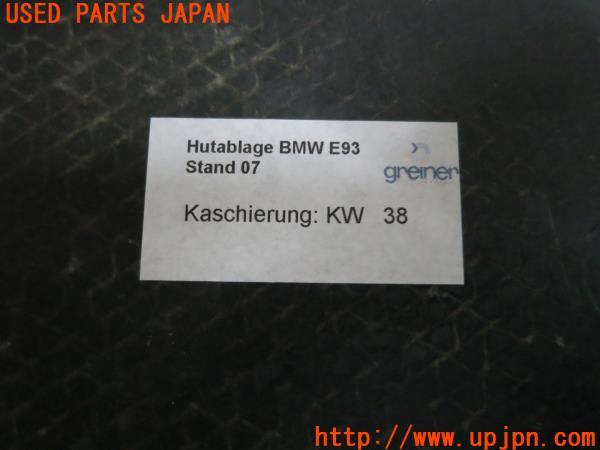 USED PARTS JAPAN
Hutablage BMW E93
Stand 07
greiner
Kaschierung: KW 38
http://www.upjpn.com